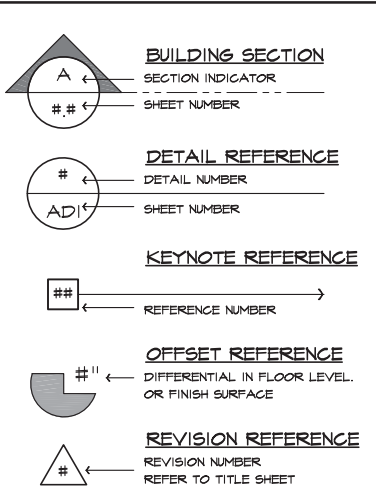 BUILDING SECTION
A
SECTION INDICATOR
#.#
SHEET NUMBER
DETAIL REFERENCE
#
DETAIL NUMBER
AD1
SHEET NUMBER
KEYNOTE REFERENCE
##
REFERENCE NUMBER
OFFSET REFERENCE
#"
DIFFERENTIAL IN FLOOR LEVEL.
OR FINISH SURFACE
REVISION REFERENCE
REVISION NUMBER
#
REFER TO TITLE SHEET